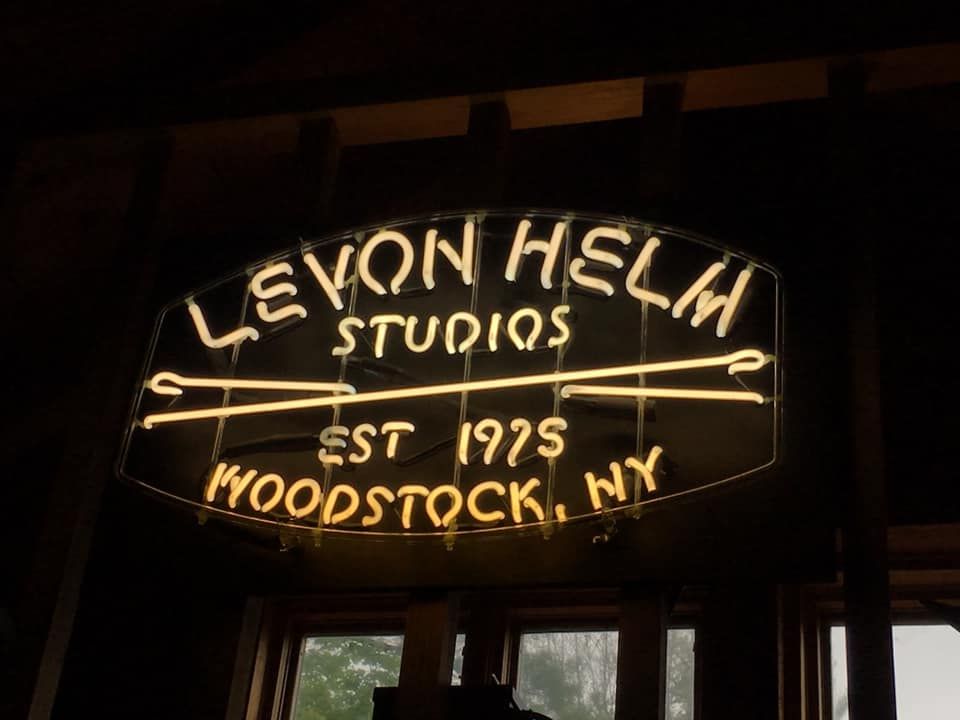 LEVON HELM
STUDIOS
EST 1975
WOODSTOCK, NY